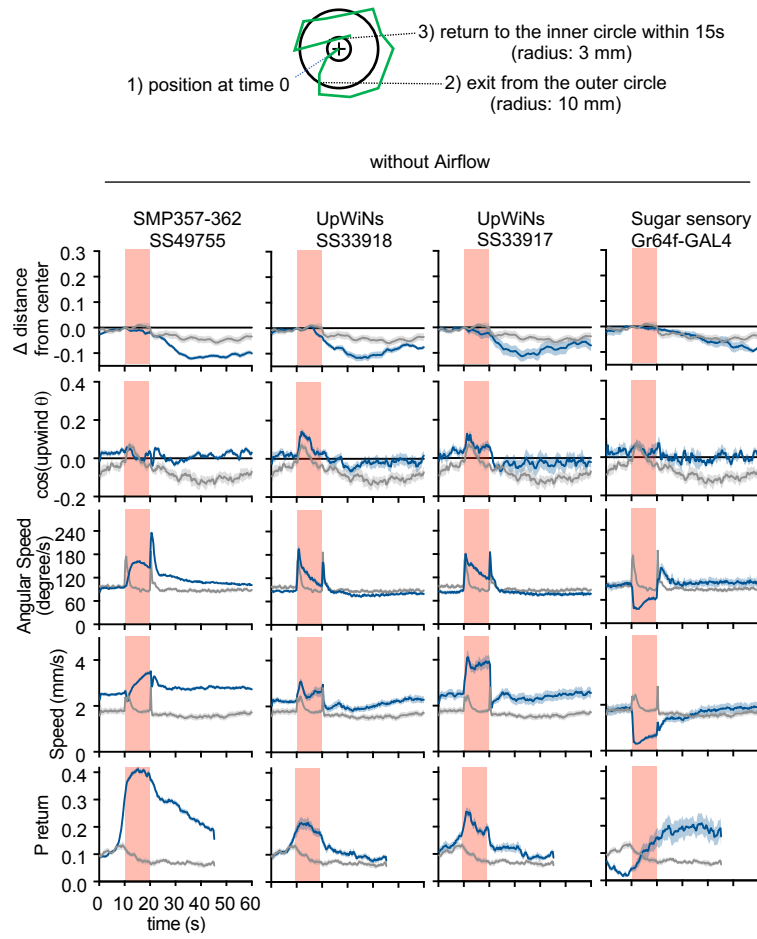 3) return to the inner circle within 15s
(radius: 3 mm)
1) position at time 0
2) exit from the outer circle
(radius: 10 mm)
without Airflow
SMP357-362
SS49755
UpWiNs
SS33918
UpWiNs
SS33917
Sugar sensory
Gr64f-GAL4
Δ distance
from center
0.3
0.2
0.1
0.0
-0.1
cos(upwind θ)
0.4
0.2
0.0
-0.2
Angular Speed
(degree/s)
240
180
120
60
0
Speed (mm/s)
4
2
0
P return
0.4
0.3
0.2
0.1
0.0
0 10 20 30 40 50 60
time (s)